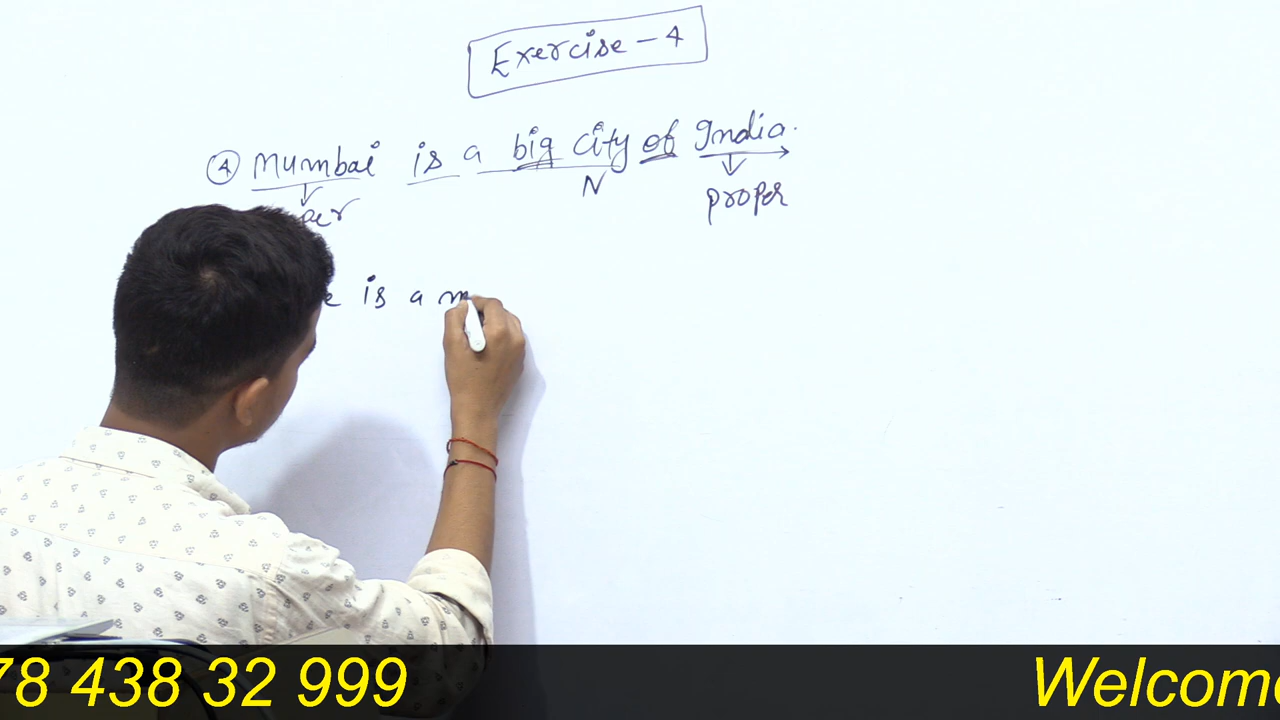 Exercise - 4
④ Mumbai is a big city of India.
N
proper
is a
78 438 32 999
Welcome